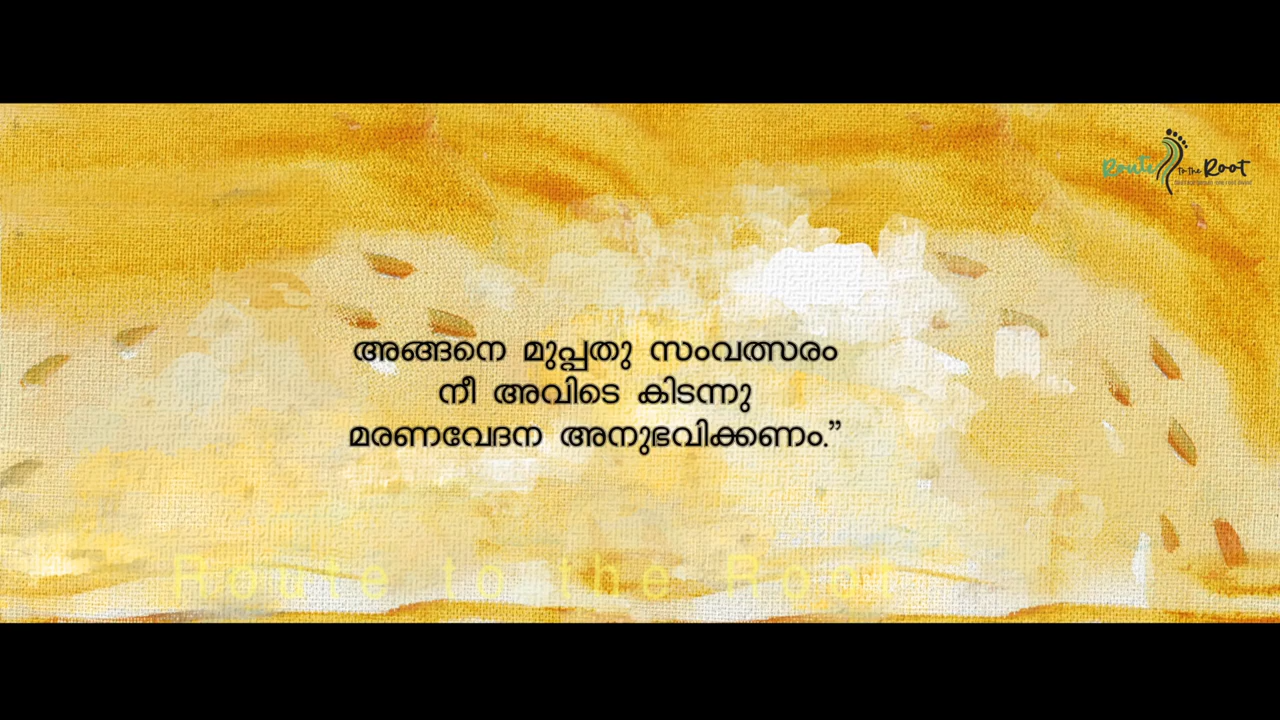 Route to the Root
അങ്ങനെ മുപ്പതു സംവത്സരം
നീ അവിടെ കിടന്നു
മരണവേദന അനുഭവിക്കണം.”
Route to the Root